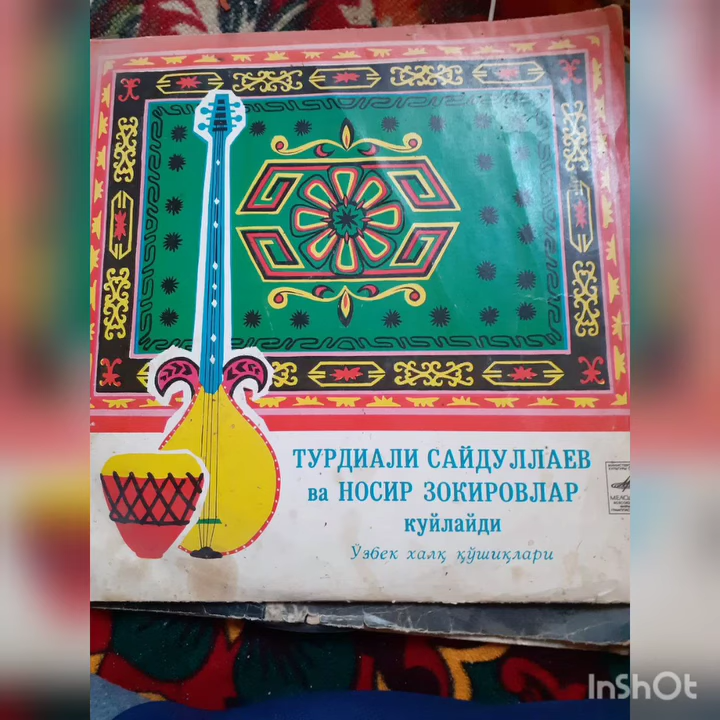 ТУРДИАЛИ САЙДУЛЛАЕВ
ва НОСИР ЗОКИРОВЛАР
куйлайди
Ўзбек халқ қўшиқлари
InShOt